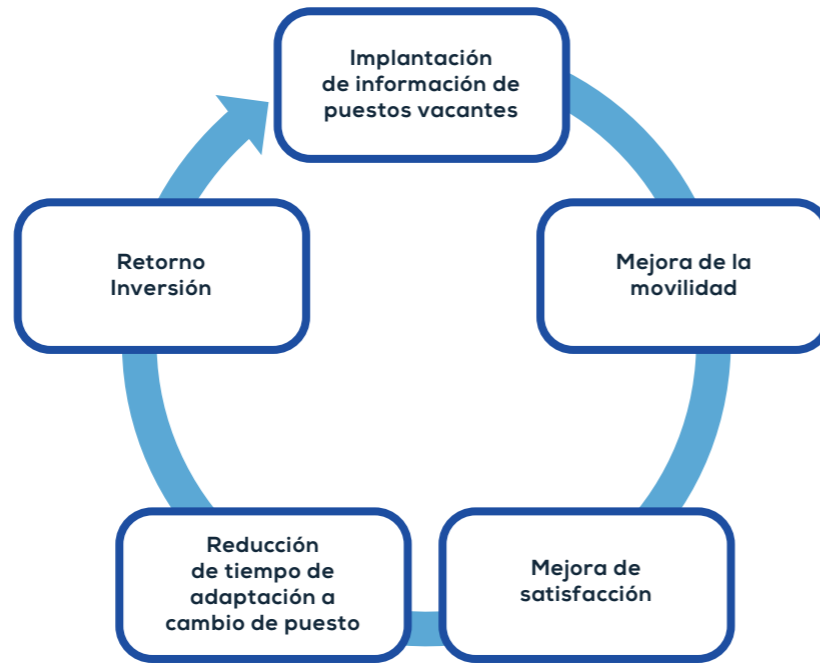 Implantación
de información de
puestos vacantes
Mejora de la
movilidad
Mejora de
satisfacción
Reducción
de tiempo de
adaptación a
cambio de puesto
Retorno
Inversión